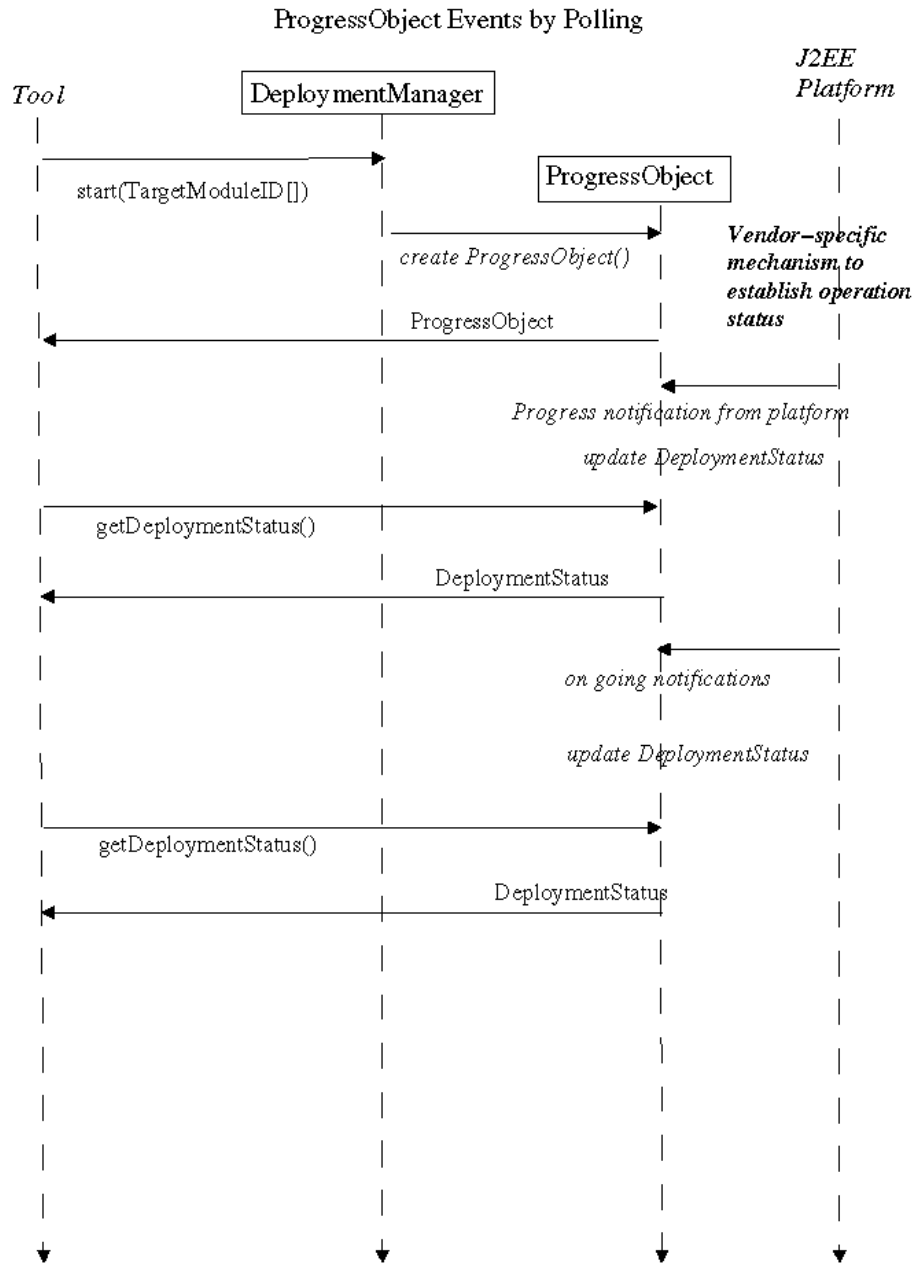 ProgressObject Events by Polling
J2EE
Platform
Tool
DeploymentManager
ProgressObject
start(TargetModuleID[])
create ProgressObject()
Vendor–specific
mechanism to
establish operation
status
ProgressObject
Progress notification from platform
update DeploymentStatus
getDeploymentStatus()
DeploymentStatus
on going notifications
update DeploymentStatus
getDeploymentStatus()
DeploymentStatus